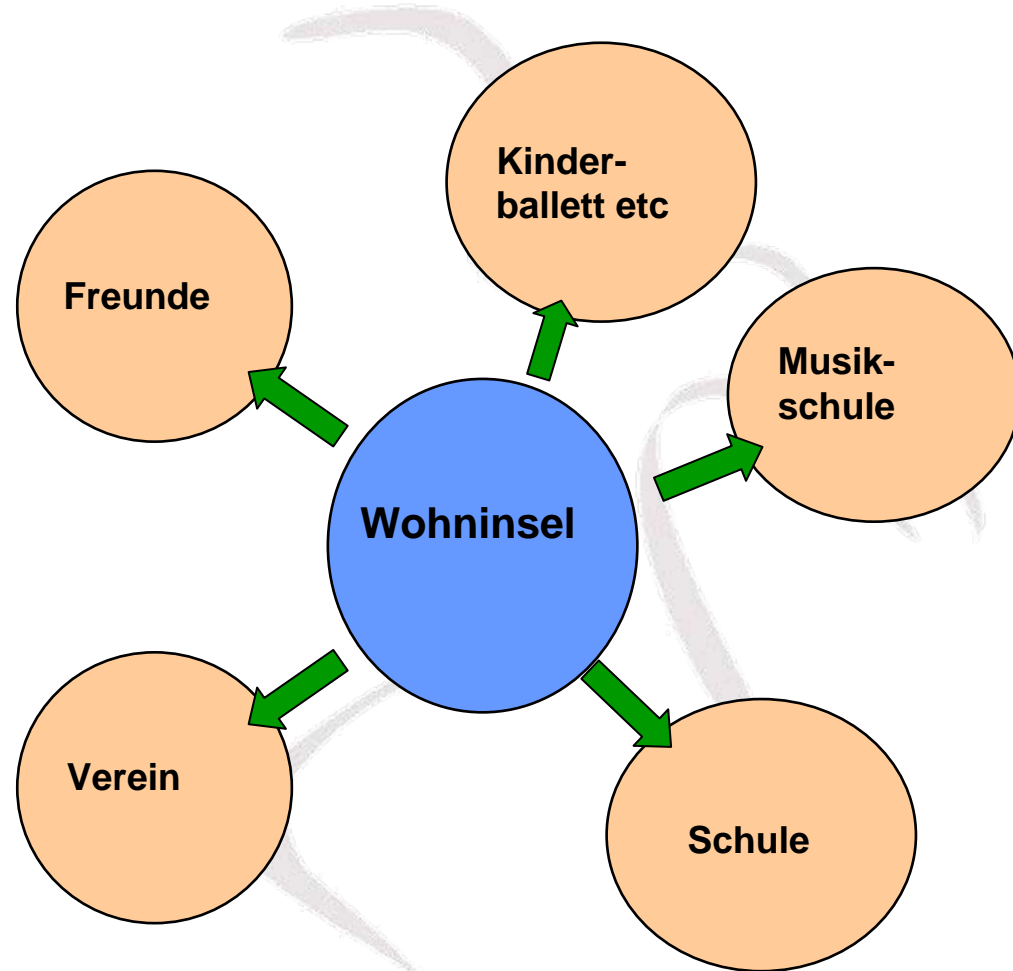 Kinder-
ballett etc
Freunde
Musik-
schule
Wohninsel
Verein
Schule